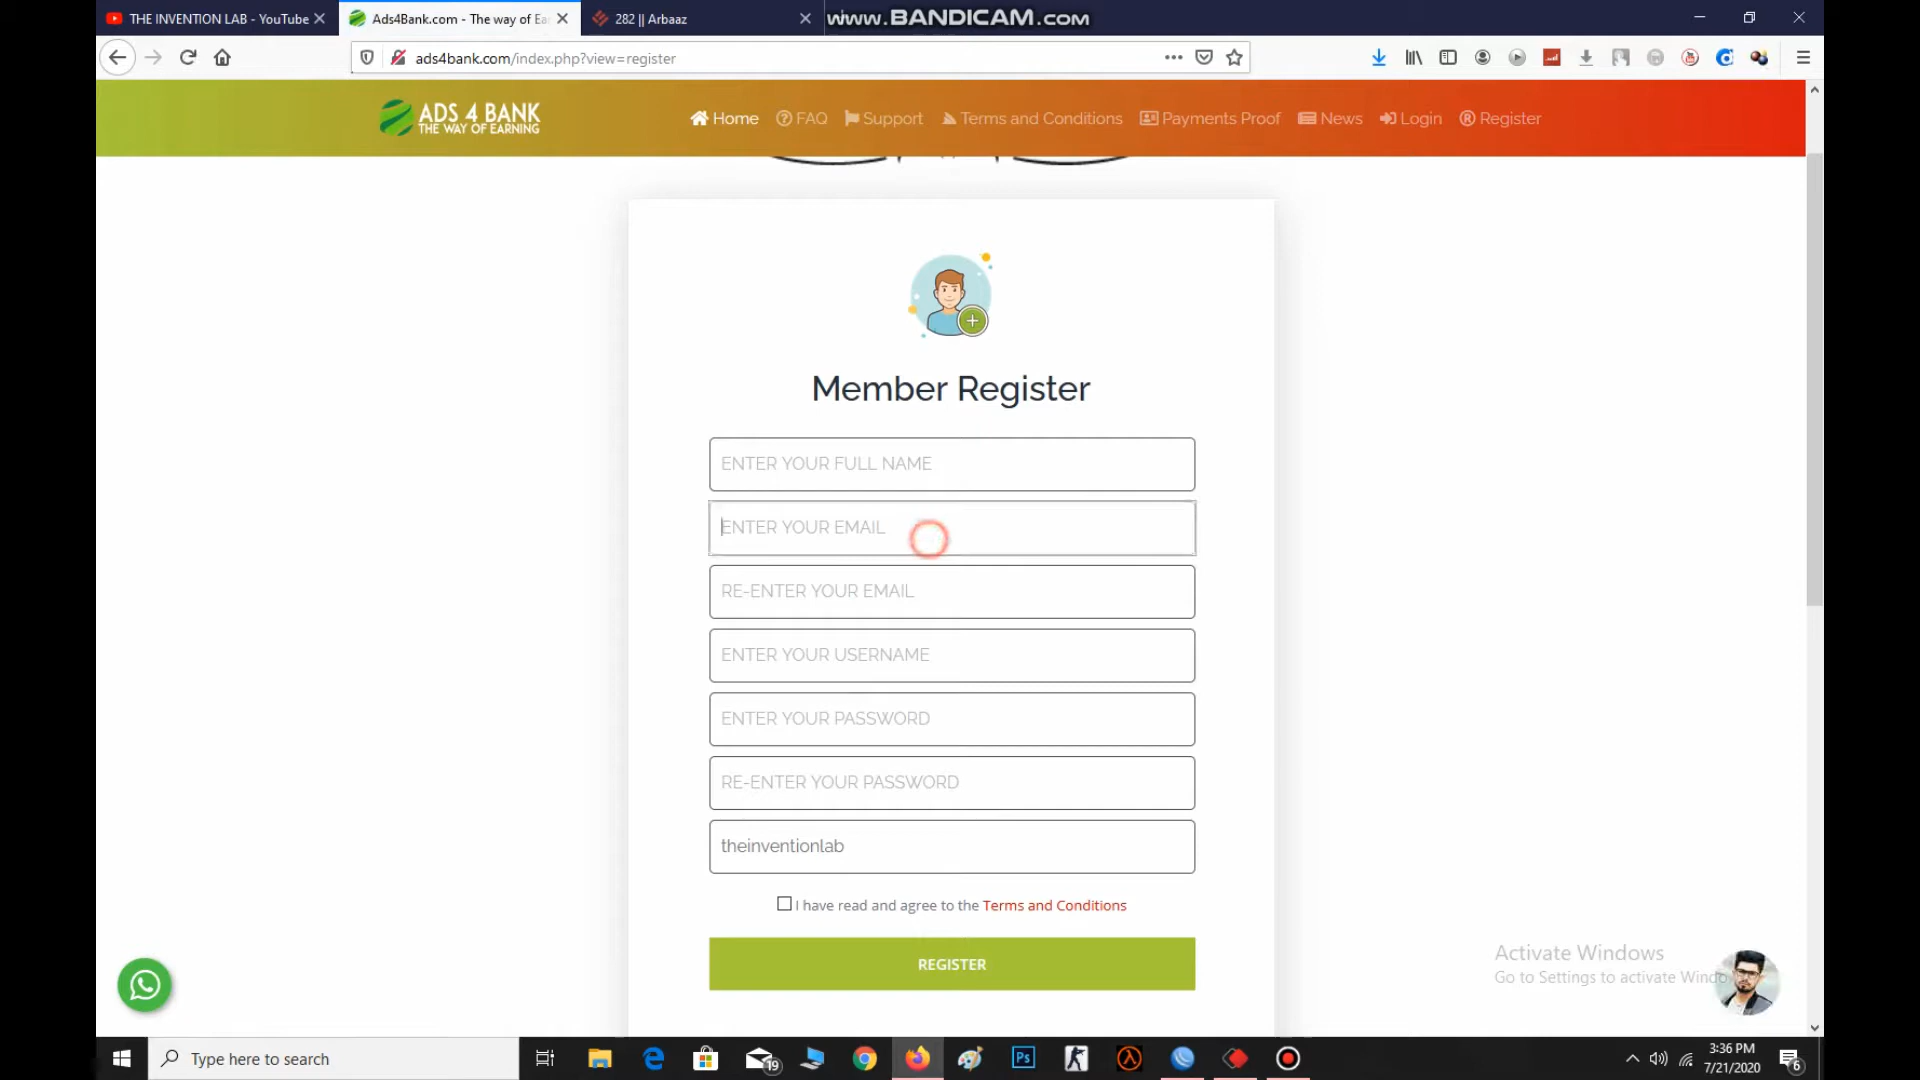 THE INVENTION LAB - YouTube
Ads4Bank.com - The way of Ea
282 || Arbaaz
www.BANDICAM.com
ads4bank.com/index.php?view=register
ADS 4 BANK
THE WAY OF EARNING
Home
FAQ
Support
Terms and Conditions
Payments Proof
News
Login
Register
Member Register
ENTER YOUR FULL NAME
ENTER YOUR EMAIL
RE-ENTER YOUR EMAIL
ENTER YOUR USERNAME
ENTER YOUR PASSWORD
RE-ENTER YOUR PASSWORD
theinventionlab
I have read and agree to the Terms and Conditions
REGISTER
Activate Windows
Go to Settings to activate Windo
Type here to search
19
Ps
3:36 PM
7/21/2020
6